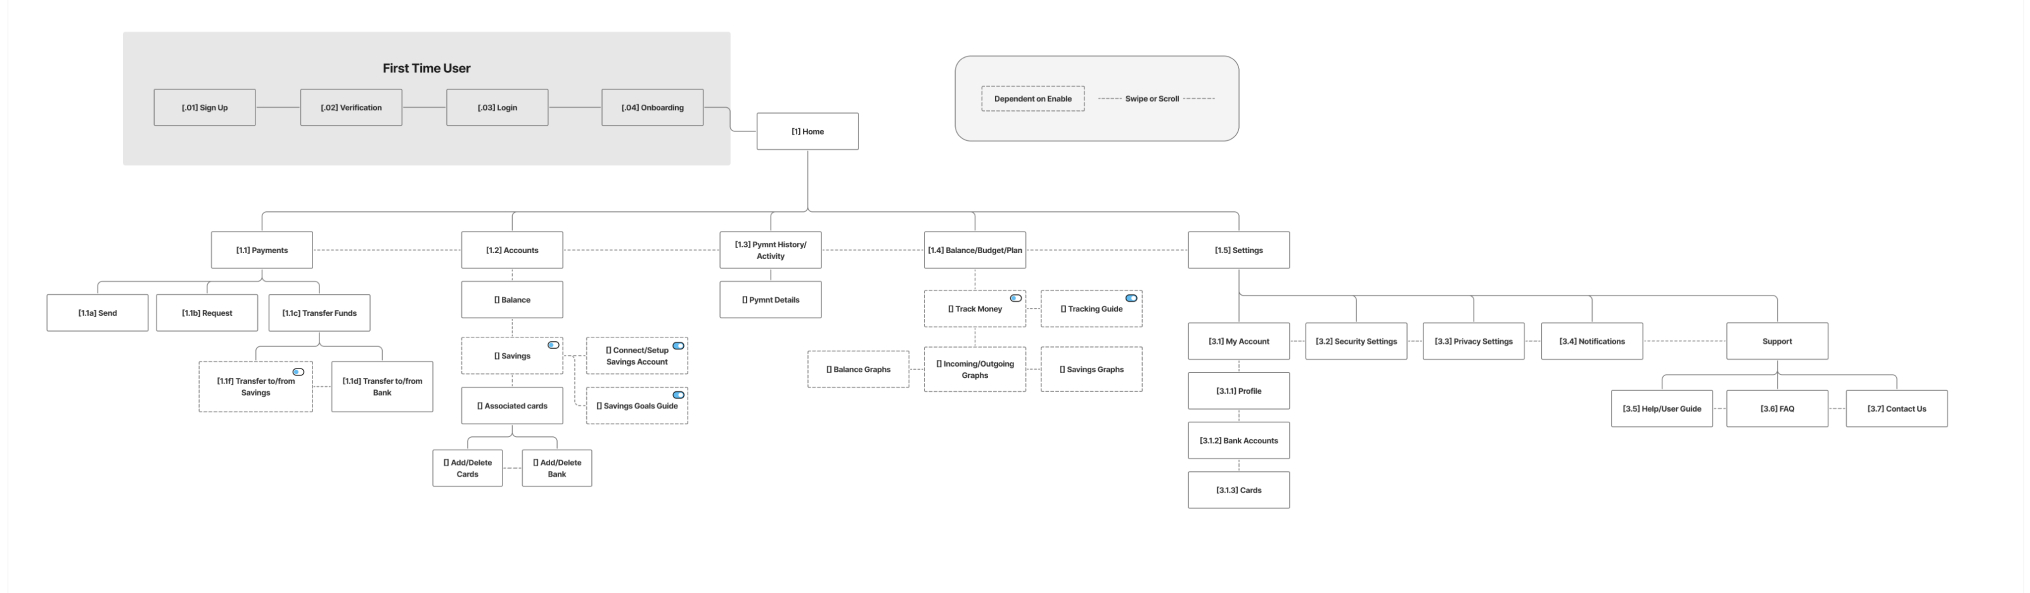 First Time User
[.01] Sign Up
[.02] Verification
[.03] Login
[.04] Onboarding
[1] Home
Dependent on Enable
Swipe or Scroll
[1.1] Payments
[1.2] Accounts
[1.3] Pymnt History/
Activity
[1.4] Balance/Budget/Plan
[1.5] Settings
[1.1a] Send
[1.1b] Request
[1.1c] Transfer Funds
[1.1f] Transfer to/from
Savings
[1.1d] Transfer to/from
Bank
[] Balance
[] Savings
[] Connect/Setup
Savings Account
[] Associated cards
[] Savings Goals Guide
[] Add/Delete
Cards
[] Add/Delete
Bank
[] Pymnt Details
[] Track Money
[] Tracking Guide
[] Balance Graphs
[] Incoming/Outgoing
Graphs
[] Savings Graphs
[3.1] My Account
[3.2] Security Settings
[3.3] Privacy Settings
[3.4] Notifications
Support
[3.1.1] Profile
[3.1.2] Bank Accounts
[3.1.3] Cards
[3.5] Help/User Guide
[3.6] FAQ
[3.7] Contact Us